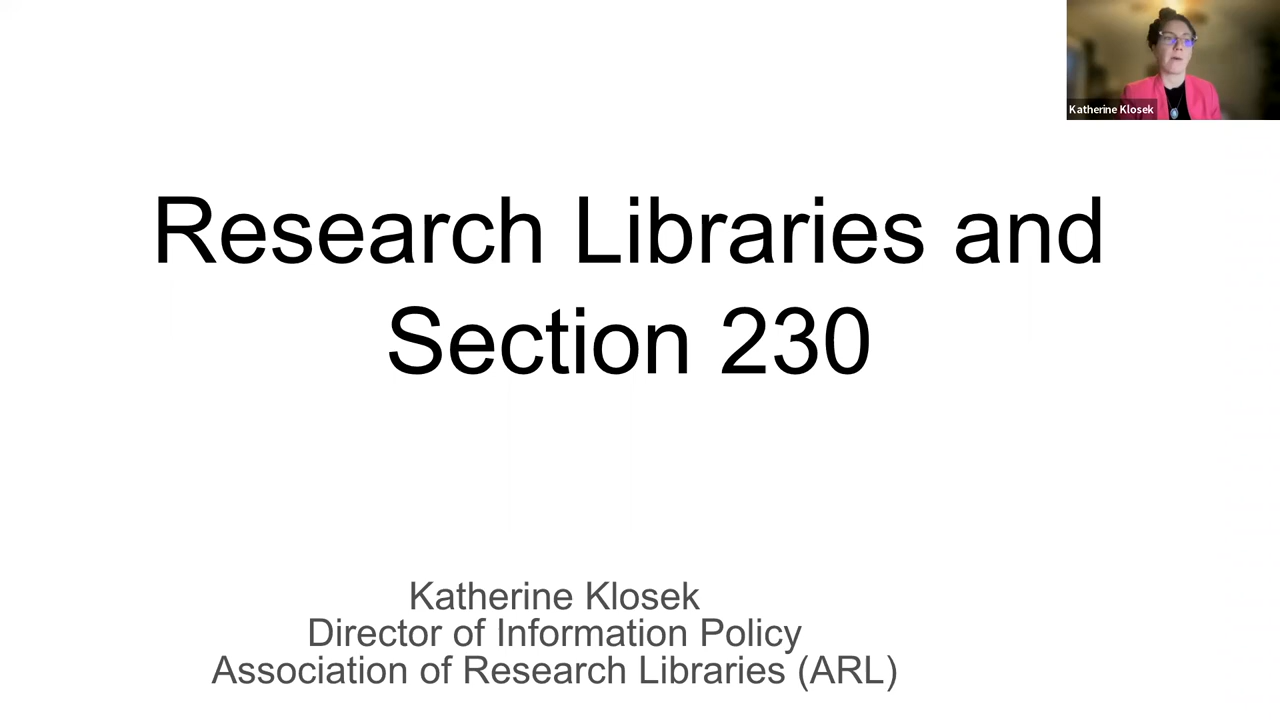 Katherine Klosek
Research Libraries and
Section 230
Katherine Klosek
Director of Information Policy
Association of Research Libraries (ARL)